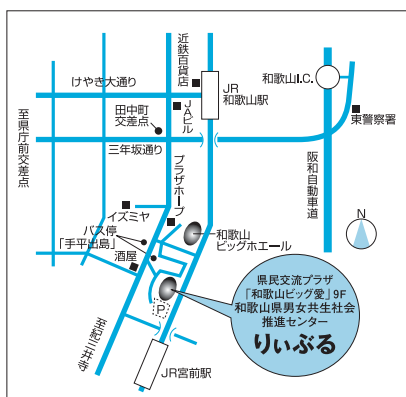 近鉄百貨店
けやき大通り
JR
和歌山駅
和歌山I.C.
田中町
交差点
JAビル
東警察署
至県庁前交差点
三年坂通り
プラザホープ
阪和自動車道
イズミヤ
バス停
「手平出島」
酒屋
和歌山
ビッグホエール
N
県民交流プラザ
「和歌山ビッグ愛」9F
和歌山県男女共生社会
推進センター
りぃぶる
P
至紀三井寺
JR宮前駅